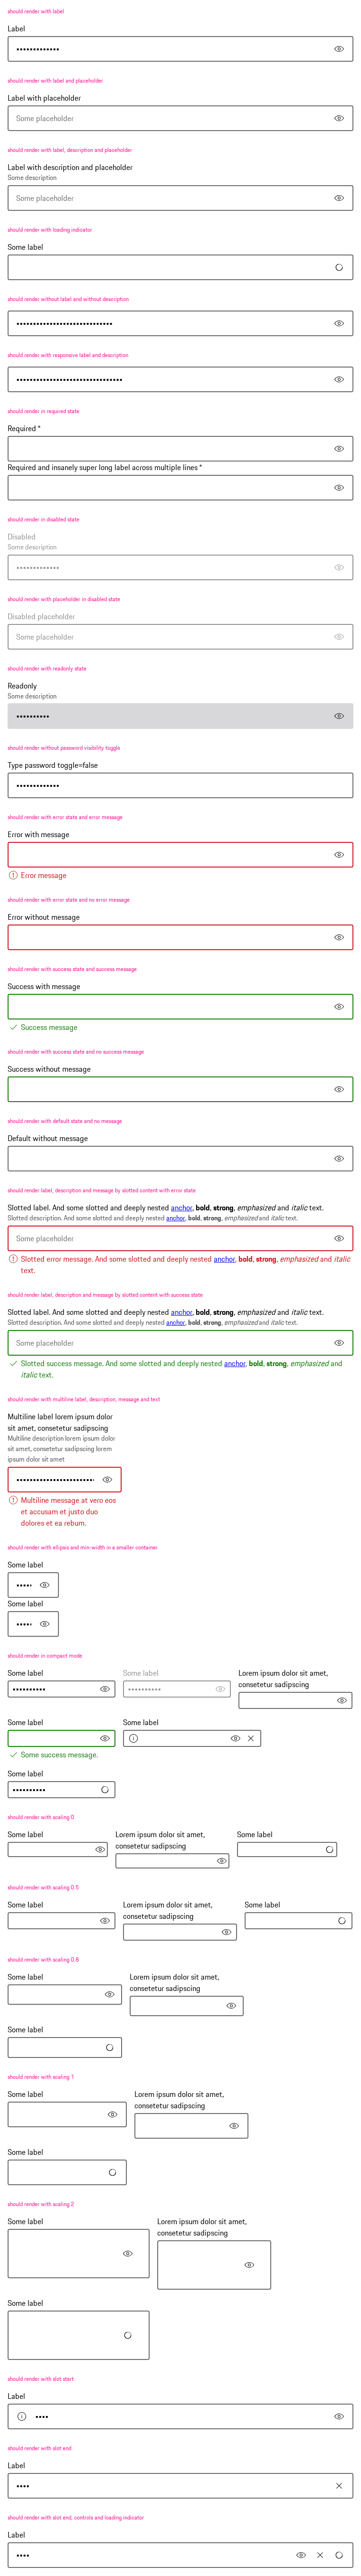 should render with label
Label
•••••••••••••
should render with label and placeholder
Label with placeholder
Some placeholder
should render with label, description and placeholder
Label with description and placeholder
Some description
Some placeholder
should render with loading indicator
Some label
should render without label and without description
should render with responsive label and description
should render in required state
Required *
Required and insanely super long label across multiple lines *
should render in disabled state
Disabled
Some description
•••••••••••••
should render with placeholder in disabled state
Disabled placeholder
Some placeholder
should render with readonly state
Readonly
Some description
••••••••••
should render without password visibility toggle
Type password toggle=false
•••••••••••••
should render with error state and error message
Error with message
Error message
should render with error state and no error message
Error without message
should render with success state and success message
Success with message
Success message
should render with success state and no success message
Success without message
should render with default state and no message
Default without message
should render label, description and message by slotted content with error state
Slotted label. And some slotted and deeply nested anchor, bold, strong, emphasized and italic text.
Slotted description. And some slotted and deeply nested anchor, bold, strong, emphasized and italic text.
Some placeholder
Slotted error message. And some slotted and deeply nested anchor, bold, strong, emphasized and italic
text.
should render label, description and message by slotted content with success state
Slotted label. And some slotted and deeply nested anchor, bold, strong, emphasized and italic text.
Slotted description. And some slotted and deeply nested anchor, bold, strong, emphasized and italic text.
Some placeholder
Slotted success message. And some slotted and deeply nested anchor, bold, strong, emphasized and
italic text.
should render with multiline label, description, message and text
Multiline label lorem ipsum dolor
sit amet, consetetur sadipscing
Multiline description lorem ipsum dolor
sit amet, consetetur sadipscing lorem
ipsum dolor sit amet
Multiline message at vero eos
et accusam et justo duo
dolores et ea rebum.
should render with ellipsis and min-width in a smaller container
Some label
Some label
should render in compact mode
Some label
Some label
Lorem ipsum dolor sit amet,
consetetur sadipscing
Some label
Some success message.
Some label
Some label
should render with scaling 0
Some label
Lorem ipsum dolor sit amet,
consetetur sadipscing
Some label
should render with scaling 0.5
Some label
Lorem ipsum dolor sit amet,
consetetur sadipscing
Some label
should render with scaling 0.8
Some label
Lorem ipsum dolor sit amet,
consetetur sadipscing
Some label
should render with scaling 1
Some label
Lorem ipsum dolor sit amet,
consetetur sadipscing
Some label
should render with scaling 2
Some label
Lorem ipsum dolor sit amet,
consetetur sadipscing
Some label
should render with slot start
Label
••••
should render with slot end
Label
••••
should render with slot end, controls and loading indicator
Label
••••